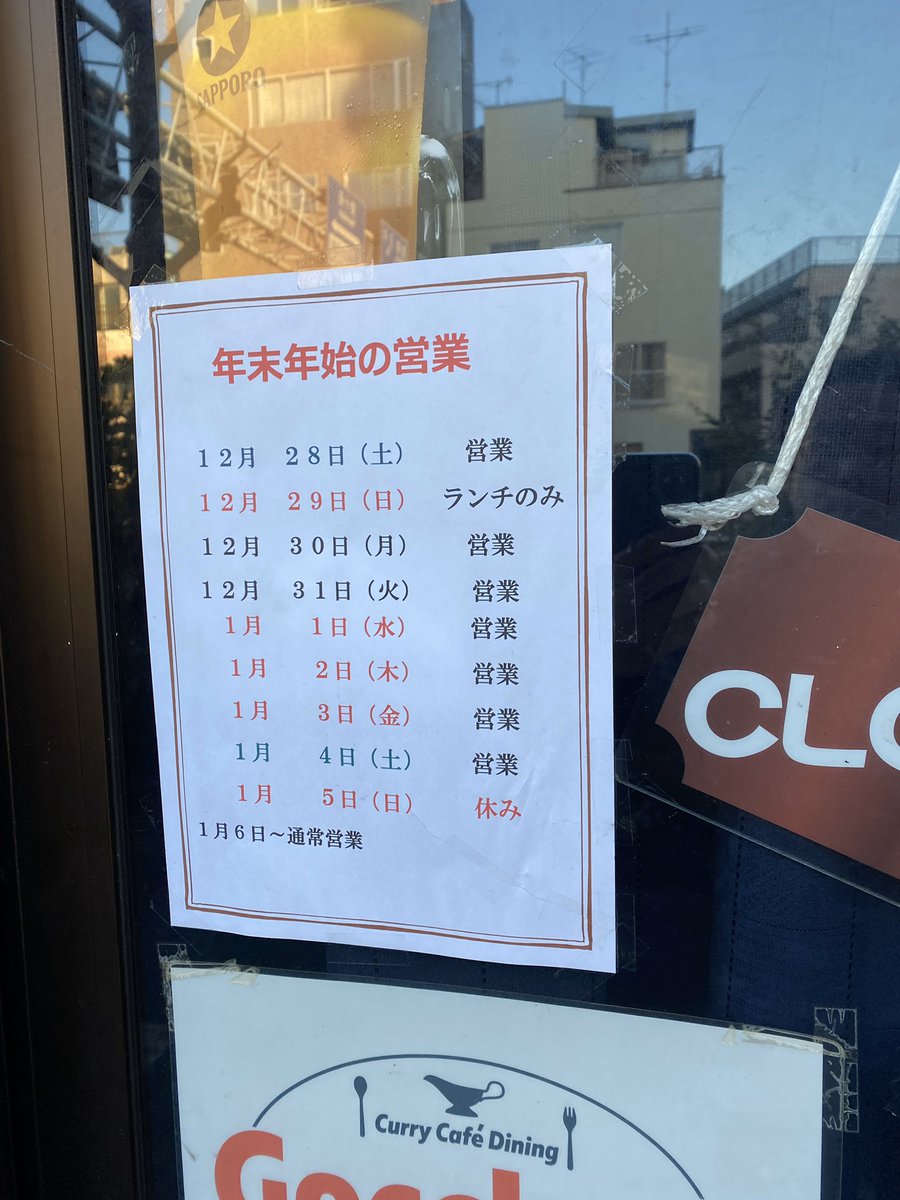 SAPPORO
年末年始の営業
12月 28日（土） 営業
12月 29日（日） ランチのみ
12月 30日（月） 営業
12月 31日（火） 営業
1月 1日（水） 営業
1月 2日（木） 営業
1月 3日（金） 営業
1月 4日（土） 営業
1月 5日（日） 休み
1月6日～通常営業
Curry Café Dining